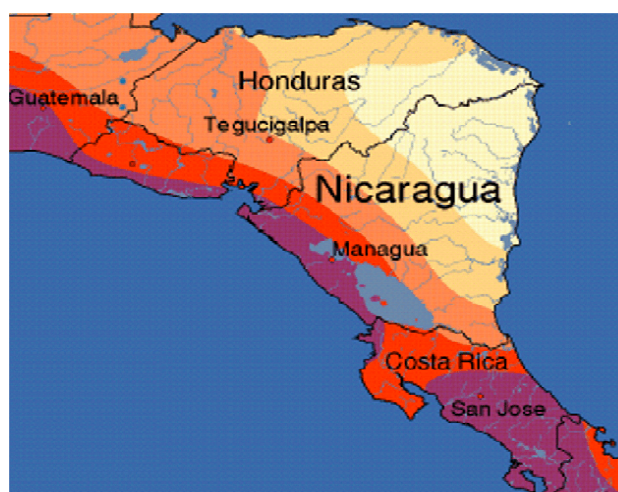 Honduras
Guatemala
Tegucigalpa
Nicaragua
Managua
Costa Rica
San Jose